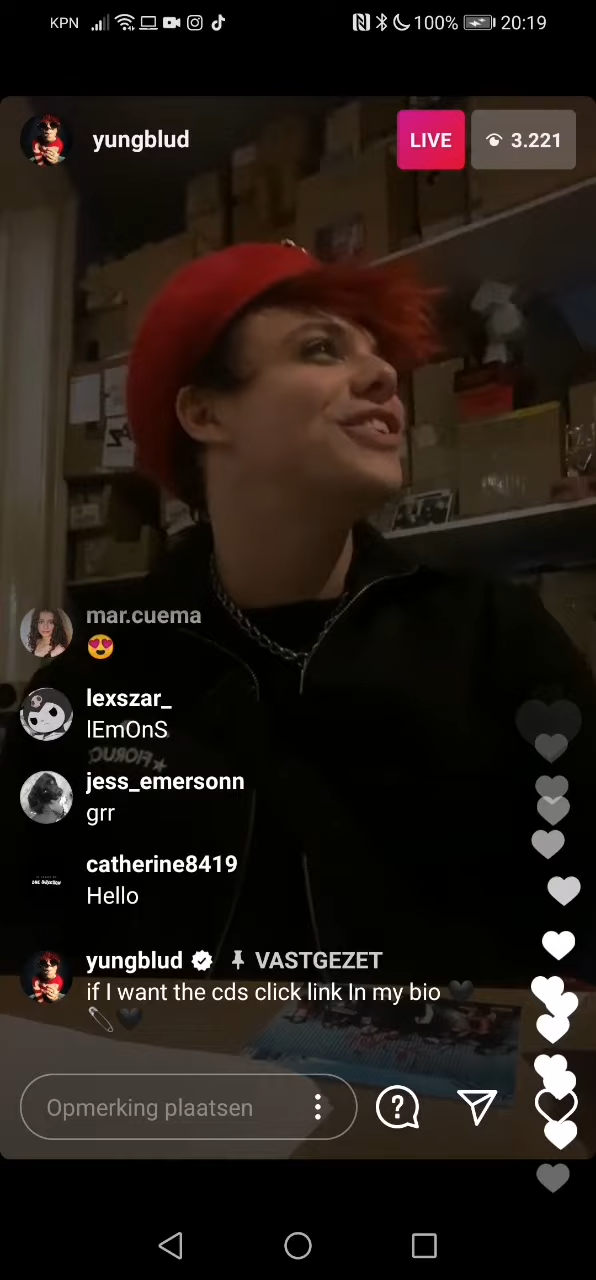 KPN 100% 20:19
yungblud LIVE 3.221
mar.cuema
😍
lexszar_
lEmOnS
jess_emersonn
grr
catherine8419
Hello
yungblud VASTGEZET
if I want the cds click link In my bio 🖤
🧷🖤
Opmerking plaatsen
FIORUC